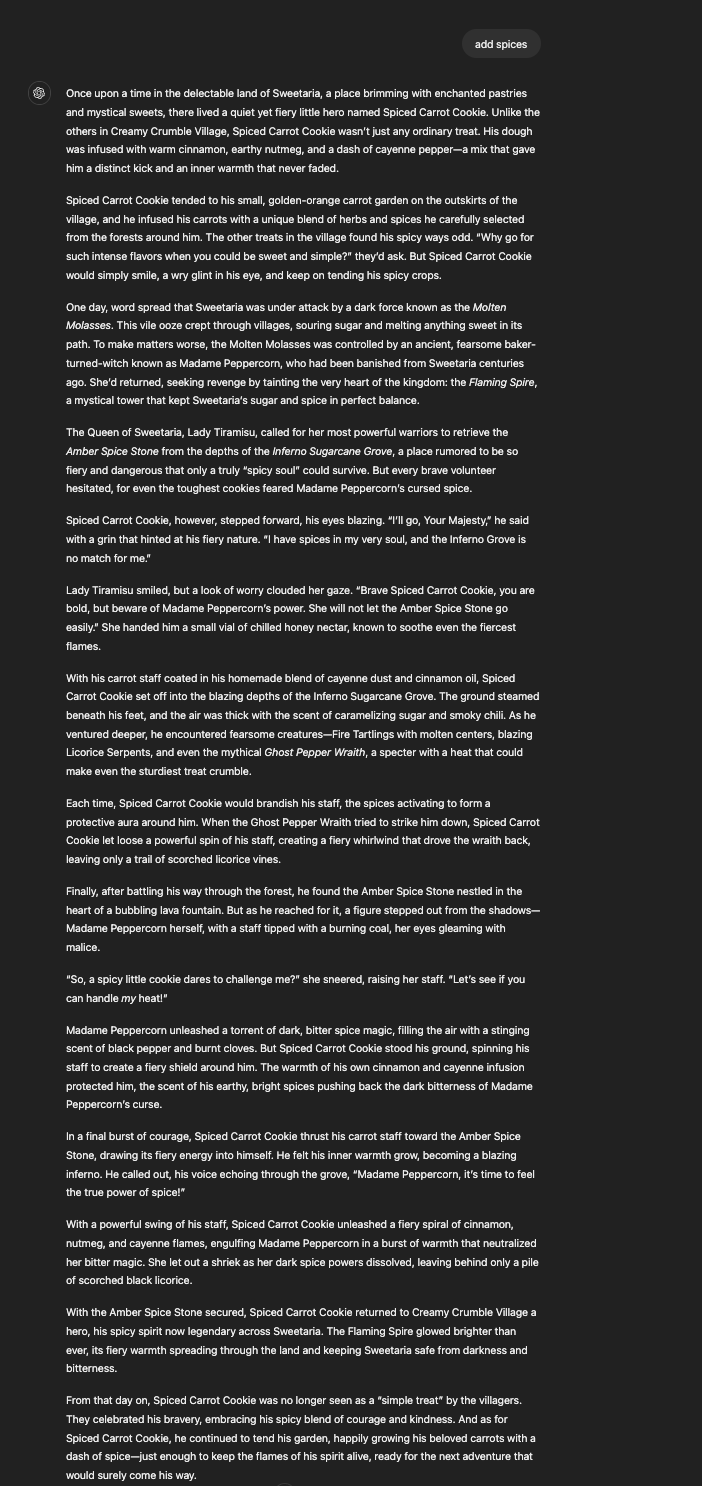 add spices
Once upon a time in the delectable land of Sweetaria, a place brimming with enchanted pastries
and mystical sweets, there lived a quiet yet fiery little hero named Spiced Carrot Cookie. Unlike the
others in Creamy Crumble Village, Spiced Carrot Cookie wasn’t just any ordinary treat. His dough
was infused with warm cinnamon, earthy nutmeg, and a dash of cayenne pepper—a mix that gave
him a distinct kick and an inner warmth that never faded.
Spiced Carrot Cookie tended to his small, golden-orange carrot garden on the outskirts of the
village, and he infused his carrots with a unique blend of herbs and spices he carefully selected
from the forests around him. The other treats in the village found his spicy ways odd. “Why go for
such intense flavors when you could be sweet and simple?” they’d ask. But Spiced Carrot Cookie
would simply smile, a wry glint in his eye, and keep on tending his spicy crops.
One day, word spread that Sweetaria was under attack by a dark force known as the Molten
Molasses. This vile ooze crept through villages, souring sugar and melting anything sweet in its
path. To make matters worse, the Molten Molasses was controlled by an ancient, fearsome baker-
turned-witch known as Madame Peppercorn, who had been banished from Sweetaria centuries
ago. She’d returned, seeking revenge by tainting the very heart of the kingdom: the Flaming Spire,
a mystical tower that kept Sweetaria’s sugar and spice in perfect balance.
The Queen of Sweetaria, Lady Tiramisu, called for her most powerful warriors to retrieve the
Amber Spice Stone from the depths of the Inferno Sugarcane Grove, a place rumored to be so
fiery and dangerous that only a truly “spicy soul” could survive. But every brave volunteer
hesitated, for even the toughest cookies feared Madame Peppercorn’s cursed spice.
Spiced Carrot Cookie, however, stepped forward, his eyes blazing. “I’ll go, Your Majesty,” he said
with a grin that hinted at his fiery nature. “I have spices in my very soul, and the Inferno Grove is
no match for me.”
Lady Tiramisu smiled, but a look of worry clouded her gaze. “Brave Spiced Carrot Cookie, you are
bold, but beware of Madame Peppercorn’s power. She will not let the Amber Spice Stone go
easily.” She handed him a small vial of chilled honey nectar, known to soothe even the fiercest
flames.
With his carrot staff coated in his homemade blend of cayenne dust and cinnamon oil, Spiced
Carrot Cookie set off into the blazing depths of the Inferno Sugarcane Grove. The ground steamed
beneath his feet, and the air was thick with the scent of caramelizing sugar and smoky chili. As he
ventured deeper, he encountered fearsome creatures—Fire Tartlings with molten centers, blazing
Licorice Serpents, and even the mythical Ghost Pepper Wraith, a specter with a heat that could
make even the sturdiest treat crumble.
Each time, Spiced Carrot Cookie would brandish his staff, the spices activating to form a
protective aura around him. When the Ghost Pepper Wraith tried to strike him down, Spiced Carrot
Cookie let loose a powerful spin of his staff, creating a fiery whirlwind that drove the wraith back,
leaving only a trail of scorched licorice vines.
Finally, after battling his way through the forest, he found the Amber Spice Stone nestled in the
heart of a bubbling lava fountain. But as he reached for it, a figure stepped out from the shadows—
Madame Peppercorn herself, with a staff tipped with a burning coal, her eyes gleaming with
malice.
“So, a spicy little cookie dares to challenge me?” she sneered, raising her staff. “Let’s see if you
can handle my heat!”
Madame Peppercorn unleashed a torrent of dark, bitter spice magic, filling the air with a stinging
scent of black pepper and burnt cloves. But Spiced Carrot Cookie stood his ground, spinning his
staff to create a fiery shield around him. The warmth of his own cinnamon and cayenne infusion
protected him, the scent of his earthy, bright spices pushing back the dark bitterness of Madame
Peppercorn’s curse.
In a final burst of courage, Spiced Carrot Cookie thrust his carrot staff toward the Amber Spice
Stone, drawing its fiery energy into himself. He felt his inner warmth grow, becoming a blazing
inferno. He called out, his voice echoing through the grove, “Madame Peppercorn, it’s time to feel
the true power of spice!”
With a powerful swing of his staff, Spiced Carrot Cookie unleashed a fiery spiral of cinnamon,
nutmeg, and cayenne flames, engulfing Madame Peppercorn in a burst of warmth that neutralized
her bitter magic. She let out a shriek as her dark spice powers dissolved, leaving behind only a pile
of scorched black licorice.
With the Amber Spice Stone secured, Spiced Carrot Cookie returned to Creamy Crumble Village a
hero, his spicy spirit now legendary across Sweetaria. The Flaming Spire glowed brighter than
ever, its fiery warmth spreading through the land and keeping Sweetaria safe from darkness and
bitterness.
From that day on, Spiced Carrot Cookie was no longer seen as a “simple treat” by the villagers.
They celebrated his bravery, embracing his spicy blend of courage and kindness. And as for
Spiced Carrot Cookie, he continued to tend his garden, happily growing his beloved carrots with a
dash of spice—just enough to keep the flames of his spirit alive, ready for the next adventure that
would surely come his way.